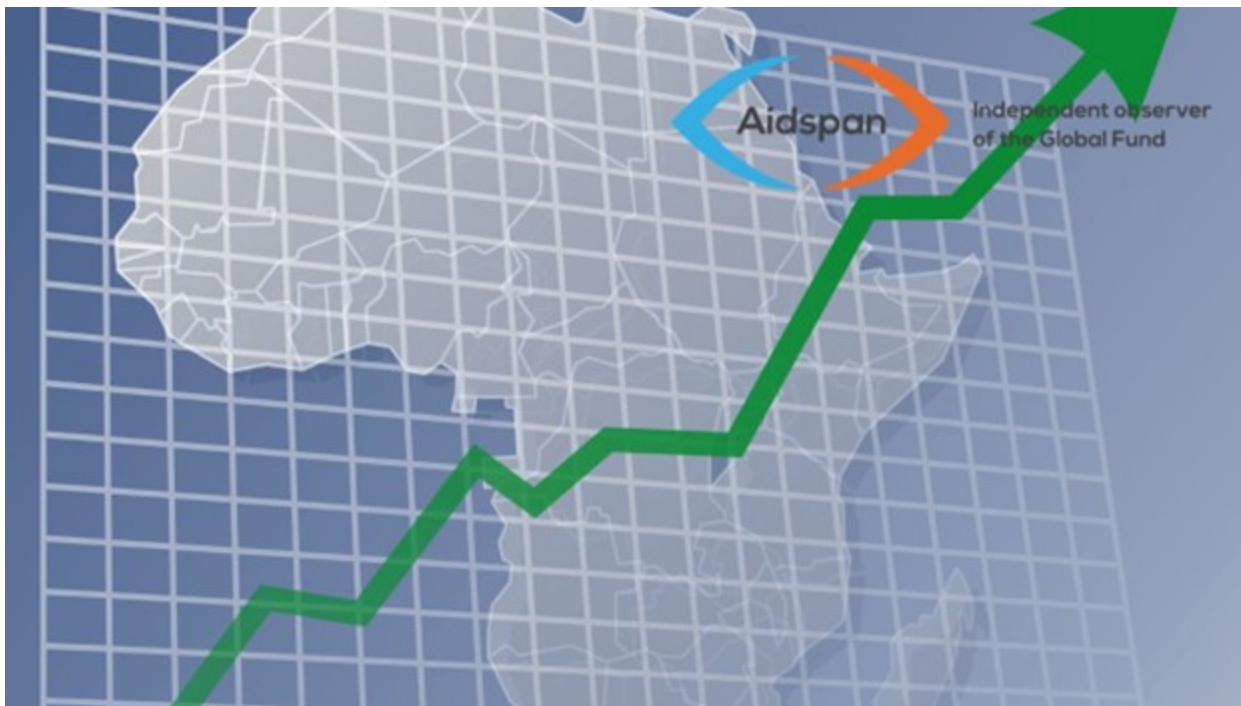 Aidspan
Independent observer
of the Global Fund